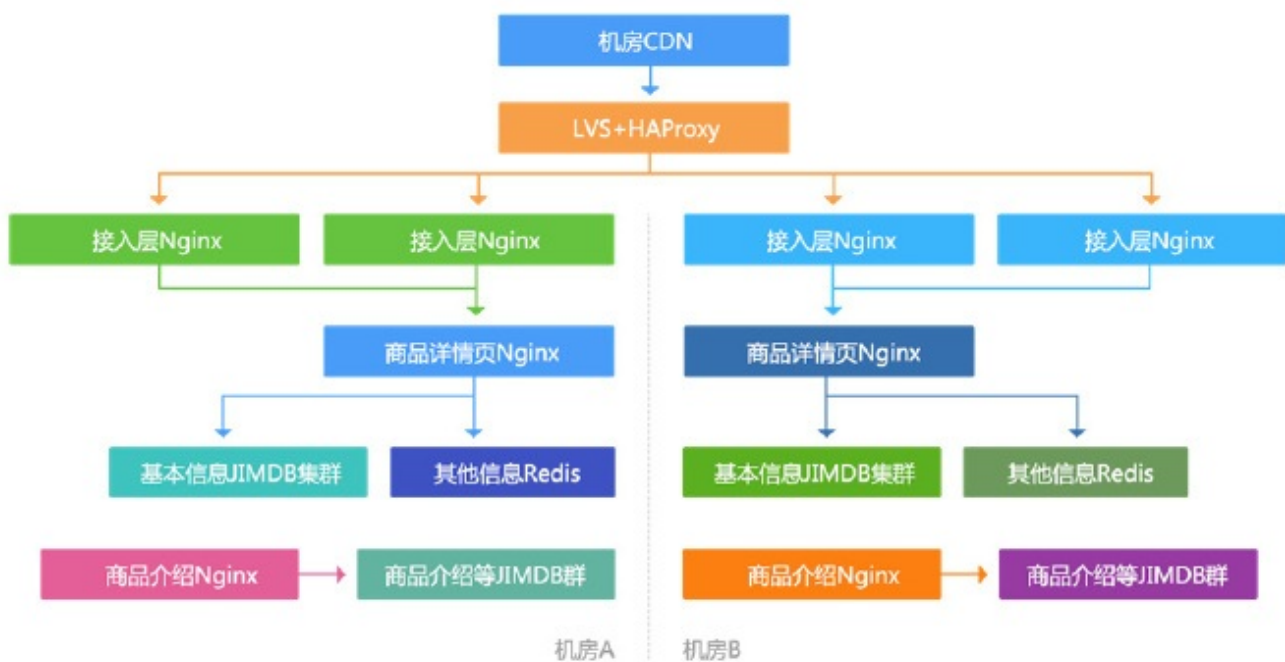 机房CDN
LVS+HAProxy
接入层Nginx
接入层Nginx
接入层Nginx
接入层Nginx
商品详情页Nginx
商品详情页Nginx
基本信息JIMDB集群
其他信息Redis
基本信息JIMDB集群
其他信息Redis
商品介绍Nginx
商品介绍等JIMDB群
商品介绍Nginx
商品介绍等JIMDB群
机房A
机房B